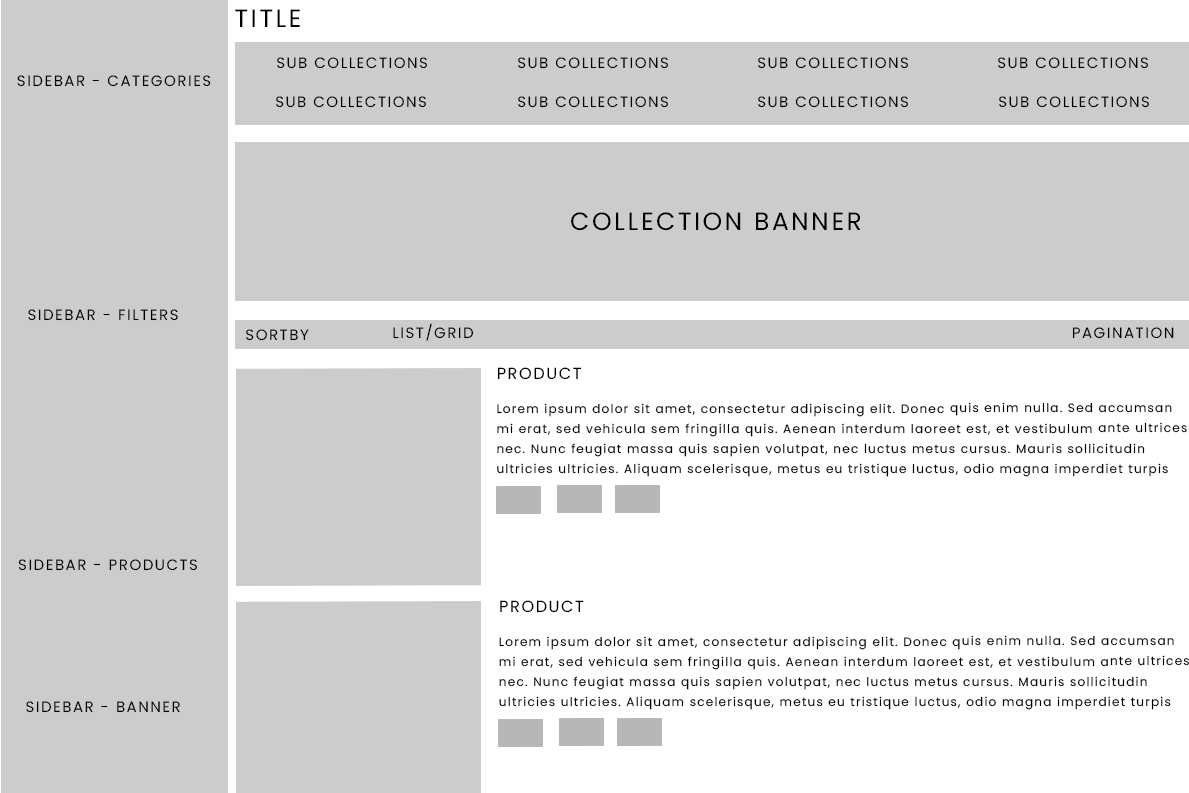 TITLE
SIDEBAR - CATEGORIES
SUB COLLECTIONS SUB COLLECTIONS SUB COLLECTIONS SUB COLLECTIONS
SUB COLLECTIONS SUB COLLECTIONS SUB COLLECTIONS SUB COLLECTIONS
COLLECTION BANNER
SIDEBAR - FILTERS
SORTBY LIST/GRID PAGINATION
PRODUCT
Lorem ipsum dolor sit amet, consectetur adipiscing elit. Donec quis enim nulla. Sed accumsan
mi erat, sed vehicula sem fringilla quis. Aenean interdum laoreet est, et vestibulum ante ultrices
nec. Nunc feugiat massa quis sapien volutpat, nec luctus metus cursus. Mauris sollicitudin
ultricies ultricies. Aliquam scelerisque, metus eu tristique luctus, odio magna imperdiet turpis
SIDEBAR - PRODUCTS
PRODUCT
Lorem ipsum dolor sit amet, consectetur adipiscing elit. Donec quis enim nulla. Sed accumsan
mi erat, sed vehicula sem fringilla quis. Aenean interdum laoreet est, et vestibulum ante ultrices
nec. Nunc feugiat massa quis sapien volutpat, nec luctus metus cursus. Mauris sollicitudin
ultricies ultricies. Aliquam scelerisque, metus eu tristique luctus, odio magna imperdiet turpis
SIDEBAR - BANNER